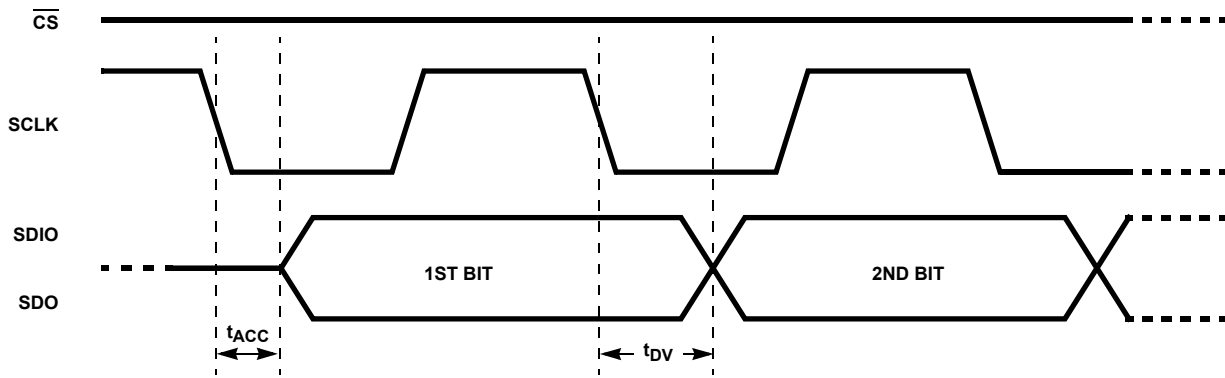 CS
SCLK
SDIO
1ST BIT
2ND BIT
SDO
tACC
tDV